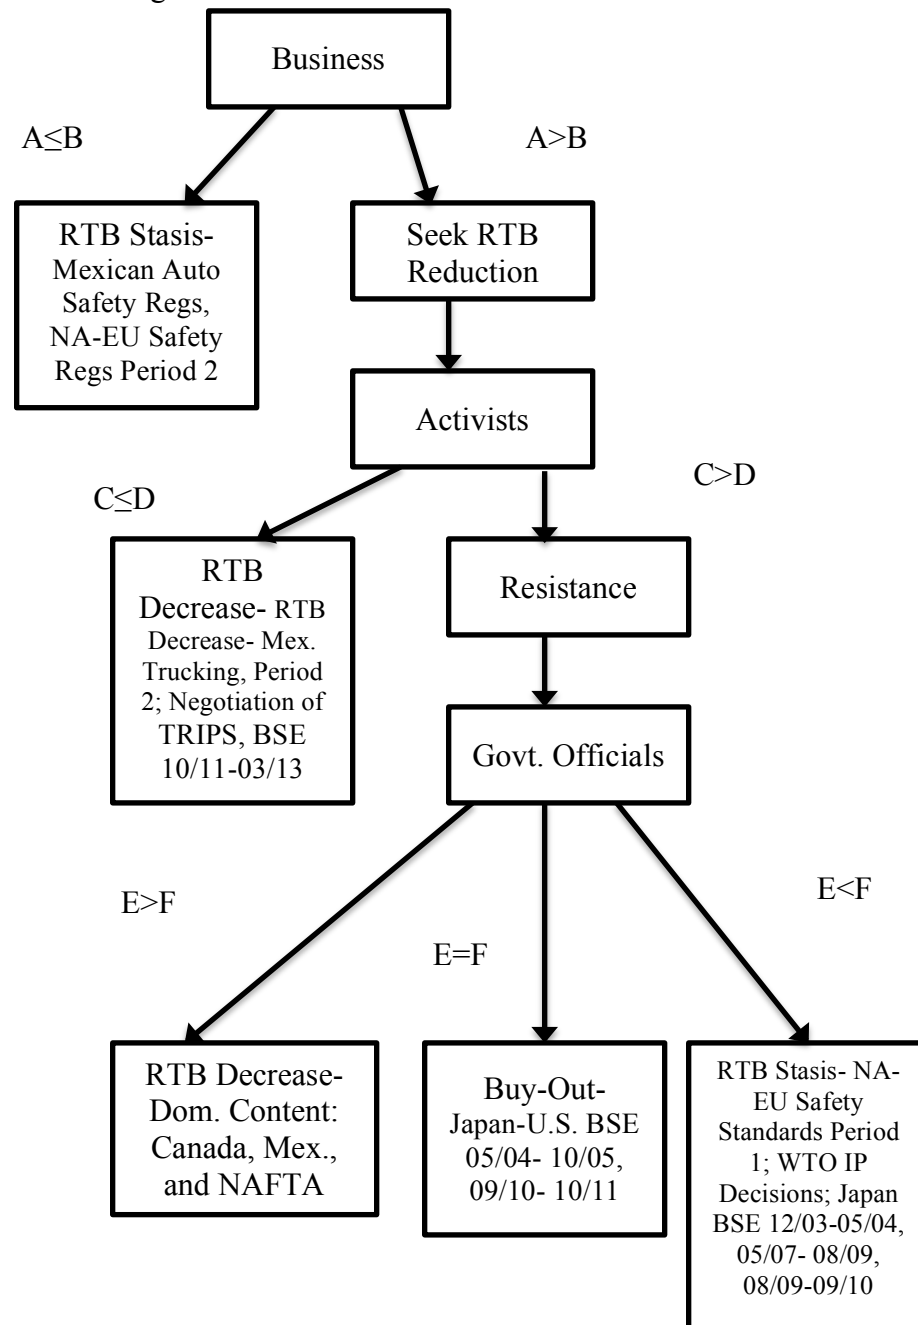 Business
A≤B
A>B
RTB Stasis-
Mexican Auto
Safety Regs,
NA-EU Safety
Regs Period 2
Seek RTB
Reduction
Activists
C≤D
C>D
RTB
Decrease- RTB
Decrease- Mex.
Trucking, Period
2; Negotiation of
TRIPS, BSE
10/11-03/13
Resistance
Govt. Officials
E>F
E=F
E<F
RTB Decrease-
Dom. Content:
Canada, Mex.,
and NAFTA
Buy-Out-
Japan-U.S. BSE
05/04- 10/05,
09/10- 10/11
RTB Stasis- NA-
EU Safety
Standards Period
1; WTO IP
Decisions; Japan
BSE 12/03-05/04,
05/07- 08/09,
08/09-09/10